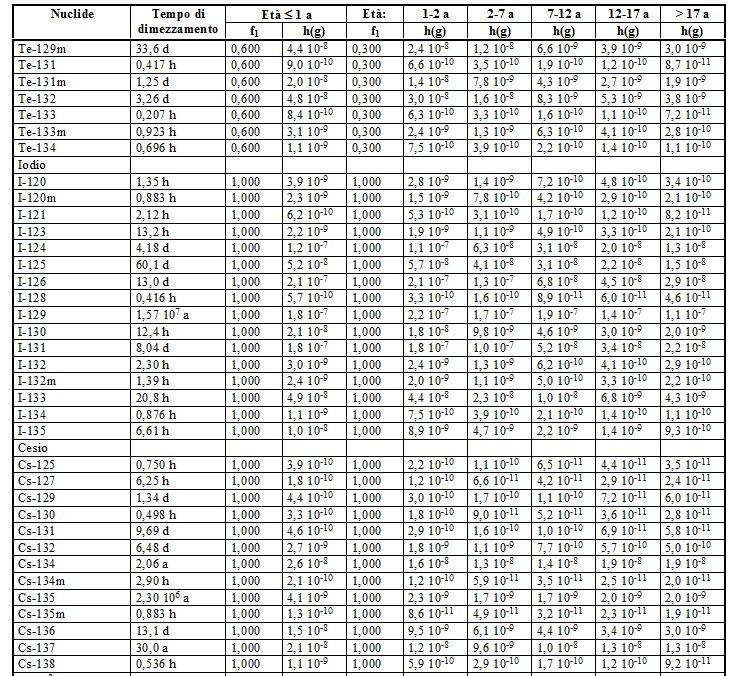 Nuclide Tempo di dimezzamento Età ≤ 1 a Età: 1-2 a 2-7 a 7-12 a 12-17 a > 17 a
f1 h(g) f1 h(g) h(g) h(g) h(g) h(g)
Te-129m 33,6 d 0,600 4,4 10-8 0,300 2,4 10-8 1,2 10-8 6,6 10-9 3,9 10-9 3,0 10-9
Te-131 0,417 h 0,600 9,0 10-10 0,300 6,6 10-10 3,5 10-10 1,9 10-10 1,2 10-10 8,7 10-11
Te-131m 1,25 d 0,600 2,0 10-8 0,300 1,4 10-8 7,8 10-9 4,3 10-9 2,7 10-9 1,9 10-9
Te-132 3,26 d 0,600 4,8 10-8 0,300 3,0 10-8 1,6 10-8 8,3 10-9 5,3 10-9 3,8 10-9
Te-133 0,207 h 0,600 8,4 10-10 0,300 6,3 10-10 3,3 10-10 1,6 10-10 1,1 10-10 7,2 10-11
Te-133m 0,923 h 0,600 3,1 10-9 0,300 2,4 10-9 1,3 10-9 6,3 10-10 4,1 10-10 2,8 10-10
Te-134 0,696 h 0,600 1,1 10-9 0,300 7,5 10-10 3,9 10-10 2,2 10-10 1,4 10-10 1,1 10-10
Iodio
I-120 1,35 h 1,000 3,9 10-9 1,000 2,8 10-9 1,4 10-9 7,2 10-10 4,8 10-10 3,4 10-10
I-120m 0,883 h 1,000 2,3 10-9 1,000 1,5 10-9 7,8 10-10 4,2 10-10 2,9 10-10 2,1 10-10
I-121 2,12 h 1,000 6,2 10-10 1,000 5,3 10-10 3,1 10-10 1,7 10-10 1,2 10-10 8,2 10-11
I-123 13,2 h 1,000 2,2 10-9 1,000 1,9 10-9 1,1 10-9 4,9 10-10 3,3 10-10 2,1 10-10
I-124 4,18 d 1,000 1,2 10-7 1,000 1,1 10-7 6,3 10-8 3,1 10-8 2,0 10-8 1,3 10-8
I-125 60,1 d 1,000 5,2 10-8 1,000 5,7 10-8 4,1 10-8 3,1 10-8 2,2 10-8 1,5 10-8
I-126 13,0 d 1,000 2,1 10-7 1,000 2,1 10-7 1,3 10-7 6,8 10-8 4,5 10-8 2,9 10-8
I-128 0,416 h 1,000 5,7 10-10 1,000 3,3 10-10 1,6 10-10 8,9 10-11 6,0 10-11 4,6 10-11
I-129 1,57 107 a 1,000 1,8 10-7 1,000 2,2 10-7 1,7 10-7 1,9 10-7 1,4 10-7 1,1 10-7
I-130 12,4 h 1,000 2,1 10-8 1,000 1,8 10-8 9,8 10-9 4,6 10-9 3,0 10-9 2,0 10-9
I-131 8,04 d 1,000 1,8 10-7 1,000 1,8 10-7 1,0 10-7 5,2 10-8 3,4 10-8 2,2 10-8
I-132 2,30 h 1,000 3,0 10-9 1,000 2,4 10-9 1,3 10-9 6,2 10-10 4,1 10-10 2,9 10-10
I-132m 1,39 h 1,000 2,4 10-9 1,000 2,0 10-9 1,1 10-9 5,0 10-10 3,3 10-10 2,2 10-10
I-133 20,8 h 1,000 4,9 10-8 1,000 4,4 10-8 2,3 10-8 1,0 10-8 6,8 10-9 4,3 10-9
I-134 0,876 h 1,000 1,1 10-9 1,000 7,5 10-10 3,9 10-10 2,1 10-10 1,4 10-10 1,1 10-10
I-135 6,61 h 1,000 1,0 10-8 1,000 8,9 10-9 4,7 10-9 2,2 10-9 1,4 10-9 9,3 10-10
Cesio
Cs-125 0,750 h 1,000 3,9 10-10 1,000 2,2 10-10 1,1 10-10 6,5 10-11 4,4 10-11 3,5 10-11
Cs-127 6,25 h 1,000 1,8 10-10 1,000 1,2 10-10 6,6 10-11 4,2 10-11 2,9 10-11 2,4 10-11
Cs-129 1,34 d 1,000 4,4 10-10 1,000 3,0 10-10 1,7 10-10 1,1 10-10 7,2 10-11 6,0 10-11
Cs-130 0,498 h 1,000 3,3 10-10 1,000 1,8 10-10 9,0 10-11 5,2 10-11 3,6 10-11 2,8 10-11
Cs-131 9,69 d 1,000 4,6 10-10 1,000 2,9 10-10 1,6 10-10 1,0 10-10 6,9 10-11 5,8 10-11
Cs-132 6,48 d 1,000 2,7 10-9 1,000 1,8 10-9 1,1 10-9 7,7 10-10 5,7 10-10 5,0 10-10
Cs-134 2,06 a 1,000 2,6 10-8 1,000 1,6 10-8 1,3 10-8 1,4 10-8 1,9 10-8 1,9 10-8
Cs-134m 2,90 h 1,000 2,1 10-10 1,000 1,2 10-10 5,9 10-11 3,5 10-11 2,5 10-11 2,0 10-11
Cs-135 2,30 106 a 1,000 4,1 10-9 1,000 2,3 10-9 1,7 10-9 1,7 10-9 2,0 10-9 2,0 10-9
Cs-135m 0,883 h 1,000 1,3 10-10 1,000 8,6 10-11 4,9 10-11 3,2 10-11 2,3 10-11 1,9 10-11
Cs-136 13,1 d 1,000 1,5 10-8 1,000 9,5 10-9 6,1 10-9 4,4 10-9 3,4 10-9 3,0 10-9
Cs-137 30,0 a 1,000 2,1 10-8 1,000 1,2 10-8 9,6 10-9 1,0 10-8 1,3 10-8 1,3 10-8
Cs-138 0,536 h 1,000 1,1 10-9 1,000 5,9 10-10 2,9 10-10 1,7 10-10 1,2 10-10 9,2 10-11